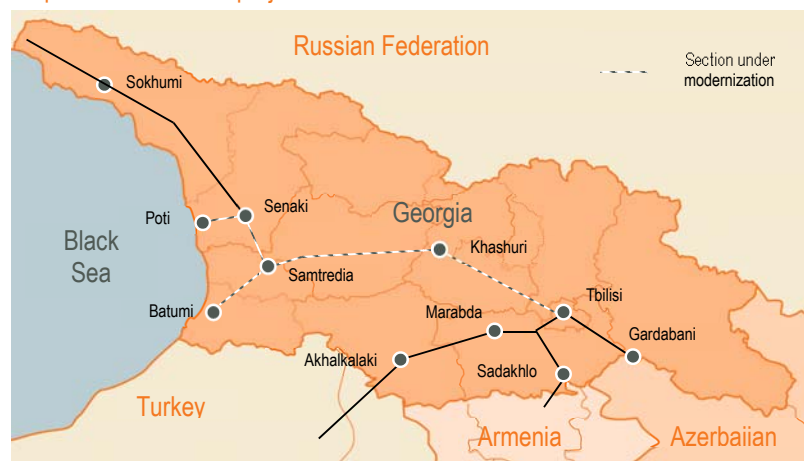 Russian Federation
Section under
modernization
Sokhumi
Senaki
Poti
Georgia
Black
Sea
Khashuri
Samtredia
Tbilisi
Batumi
Marabda
Gardabani
Akhalkalaki
Sadakhlo
Turkey
Armenia
Azerbaiian